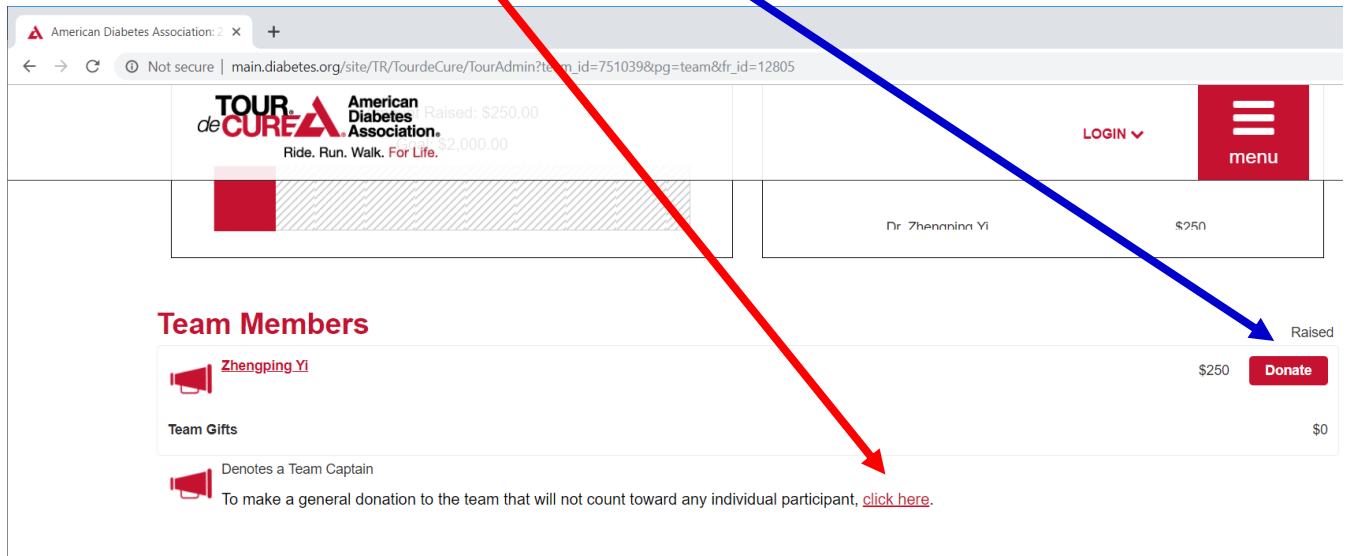 American Diabetes Association: 2
Not secure | main.diabetes.org/site/TR/TourdeCure/TourAdmin?team_id=751039&pg=team&fr_id=12805
TOUR de CURE
American Diabetes Association.
Ride. Run. Walk. For Life.
Raised: $250.00
$2,000.00
LOGIN
menu
Dr. Zhengping Yi $250
Team Members
Raised
Zhengping Yi $250 Donate
Team Gifts $0
Denotes a Team Captain
To make a general donation to the team that will not count toward any individual participant, click here.